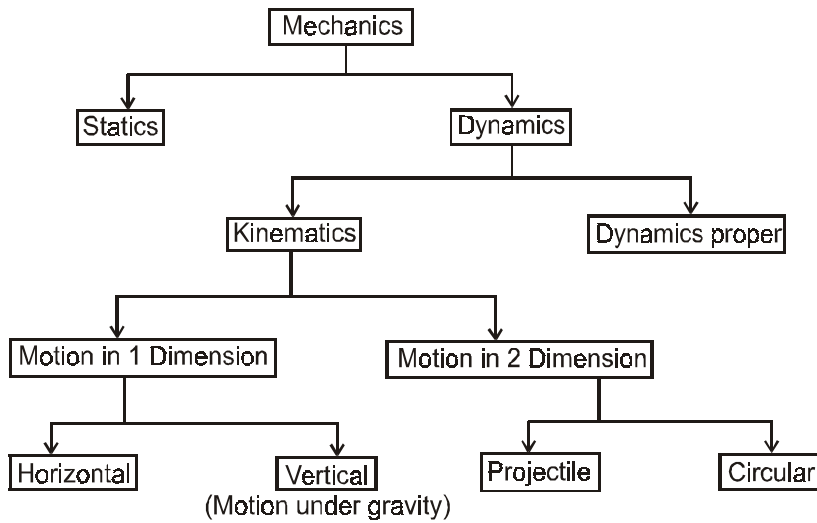 Mechanics
Statics
Dynamics
Kinematics
Dynamics proper
Motion in 1 Dimension
Motion in 2 Dimension
Horizontal
Vertical
(Motion under gravity)
Projectile
Circular